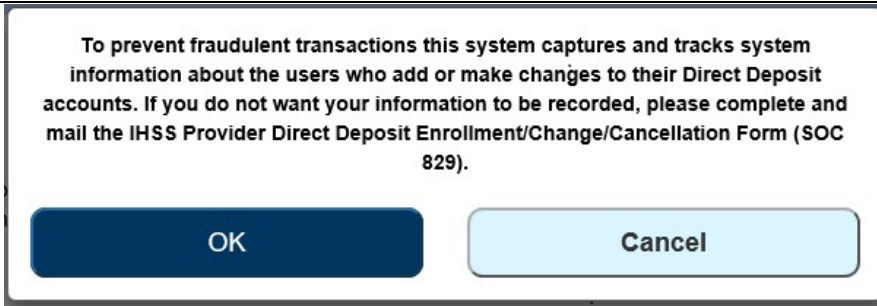 To prevent fraudulent transactions this system captures and tracks system
information about the users who add or make changes to their Direct Deposit
accounts. If you do not want your information to be recorded, please complete and
mail the IHSS Provider Direct Deposit Enrollment/Change/Cancellation Form (SOC
829).
OK
Cancel